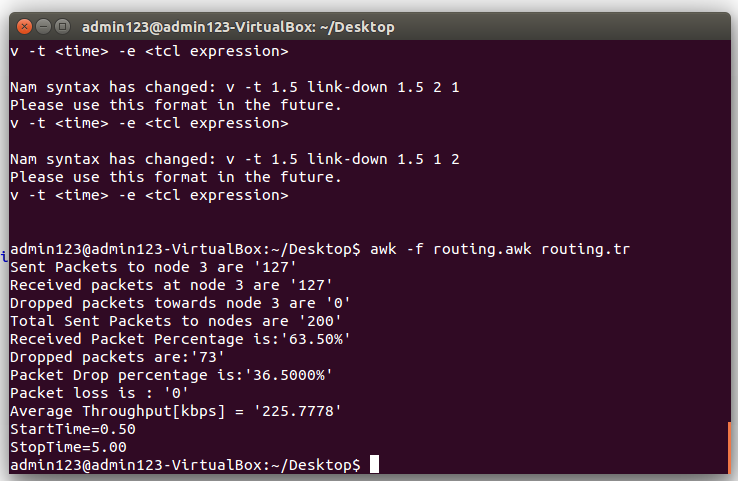 admin123@admin123-VirtualBox: ~/Desktop
v -t <time> -e <tcl expression>
Nam syntax has changed: v -t 1.5 link-down 1.5 2 1
Please use this format in the future.
v -t <time> -e <tcl expression>
Nam syntax has changed: v -t 1.5 link-down 1.5 1 2
Please use this format in the future.
v -t <time> -e <tcl expression>
admin123@admin123-VirtualBox:~/Desktop$ awk -f routing.awk routing.tr
Sent Packets to node 3 are '127'
Received packets at node 3 are '127'
Dropped packets towards node 3 are '0'
Total Sent Packets to nodes are '200'
Received Packet Percentage is:'63.50%'
Dropped packets are:'73'
Packet Drop percentage is:'36.5000%'
Packet loss is : '0'
Average Throughput[kbps] = '225.7778'
StartTime=0.50
StopTime=5.00
admin123@admin123-VirtualBox:~/Desktop$